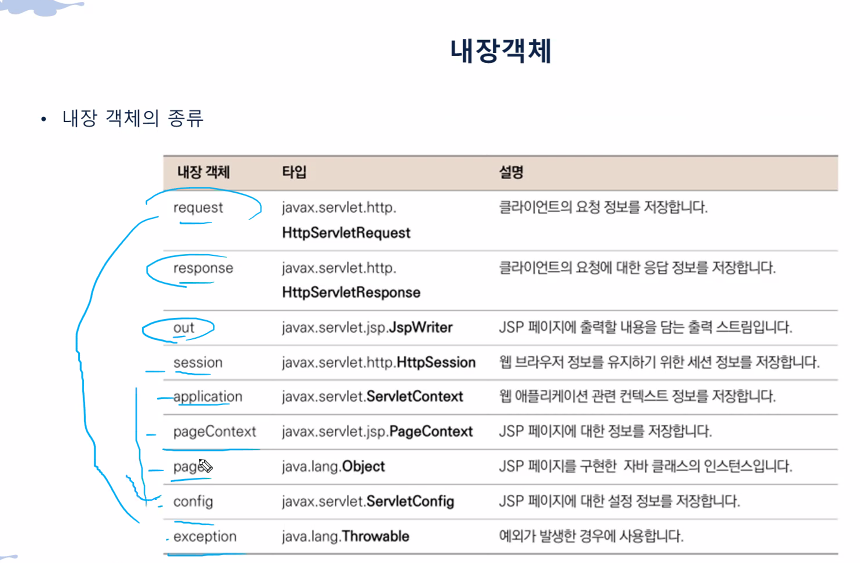 내장객체
• 내장 객체의 종류
내장 객체 타입 설명
request javax.servlet.http. 클라이언트의 요청 정보를 저장합니다.
HttpServletRequest
response javax.servlet.http. 클라이언트의 요청에 대한 응답 정보를 저장합니다.
HttpServletResponse
out javax.servlet.jsp.JspWriter JSP 페이지에 출력할 내용을 담는 출력 스트림입니다.
session javax.servlet.http.HttpSession 웹 브라우저 정보를 유지하기 위한 세션 정보를 저장합니다.
application javax.servlet.ServletContext 웹 애플리케이션 관련 컨텍스트 정보를 저장합니다.
pageContext javax.servlet.jsp.PageContext JSP 페이지에 대한 정보를 저장합니다.
page java.lang.Object JSP 페이지를 구현한 자바 클래스의 인스턴스입니다.
config javax.servlet.ServletConfig JSP 페이지에 대한 설정 정보를 저장합니다.
exception java.lang.Throwable 예외가 발생한 경우에 사용합니다.